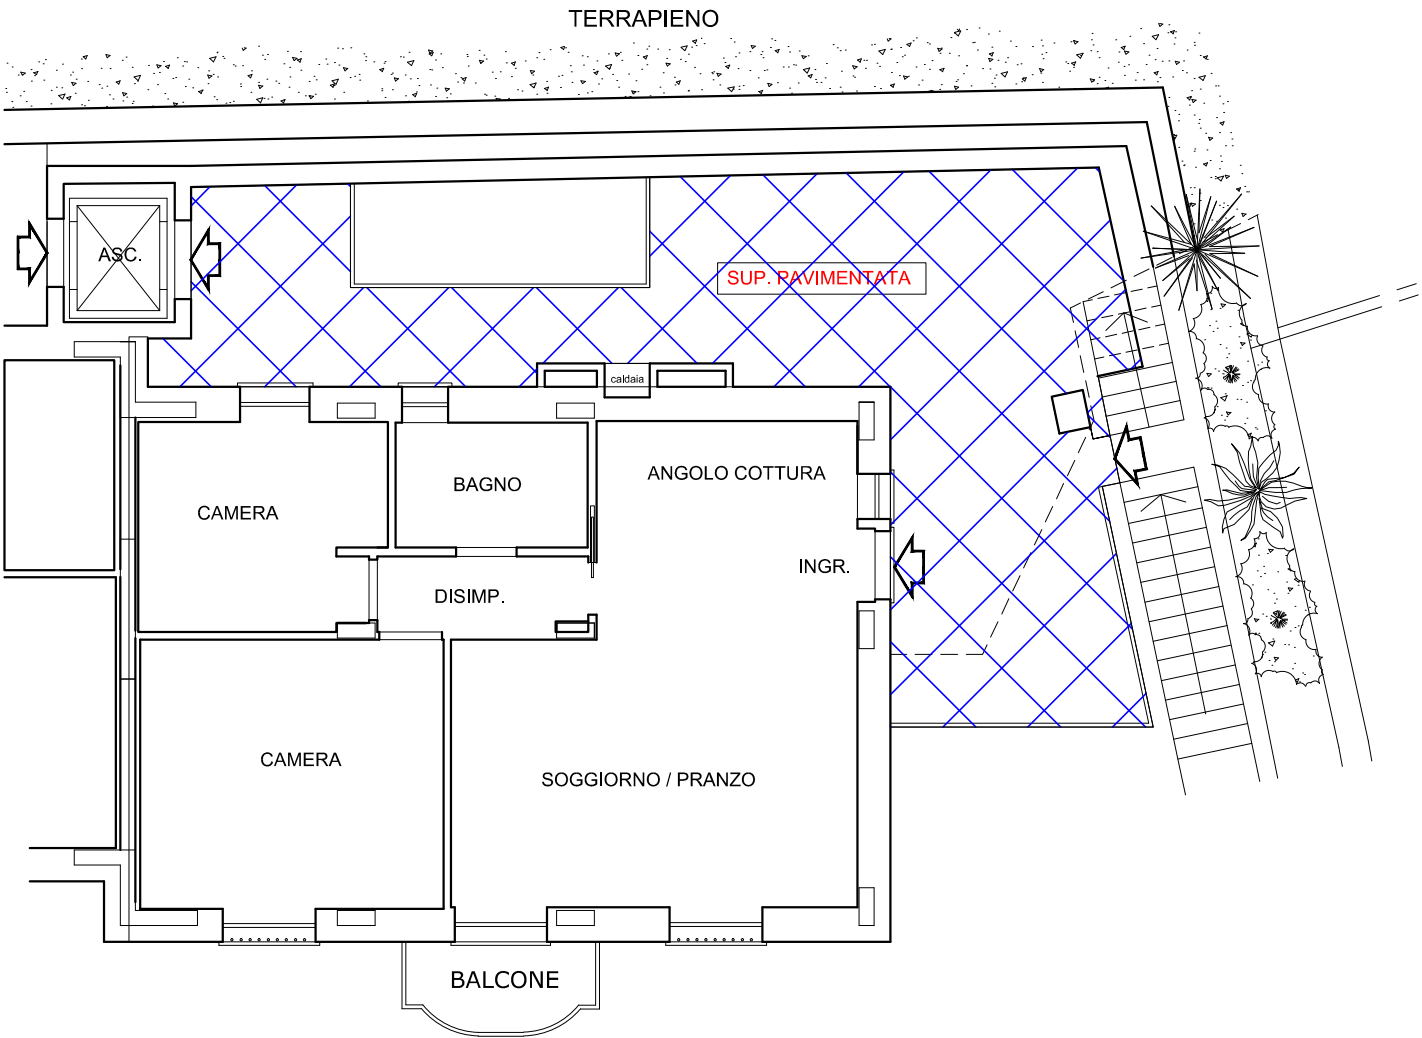 TERRAPIENO
ASC.
SUP. PAVIMENTATA
caldaia
ANGOLO COTTURA
BAGNO
CAMERA
INGR.
DISIMP.
CAMERA
SOGGIORNO / PRANZO
BALCONE